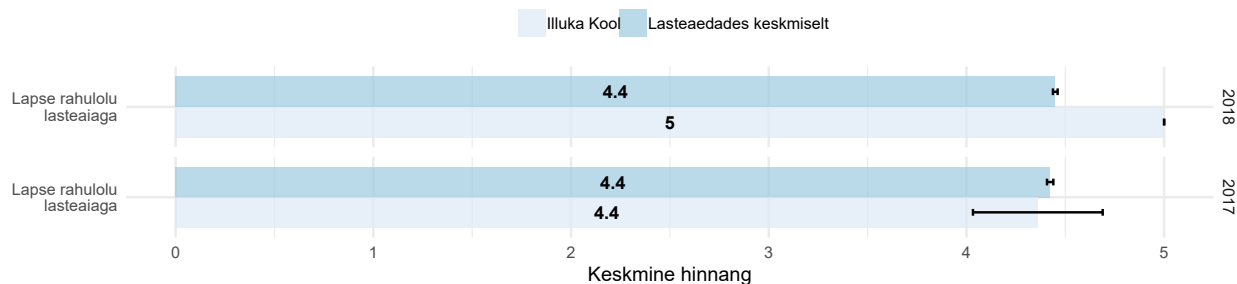 Illuka Kool Lasteaedades keskmiselt
Lapse rahulolu
lasteaiaga
4.4
5
2018
Lapse rahulolu
lasteaiaga
4.4
4.4
2017
0 1 2 3 4 5
Keskmine hinnang